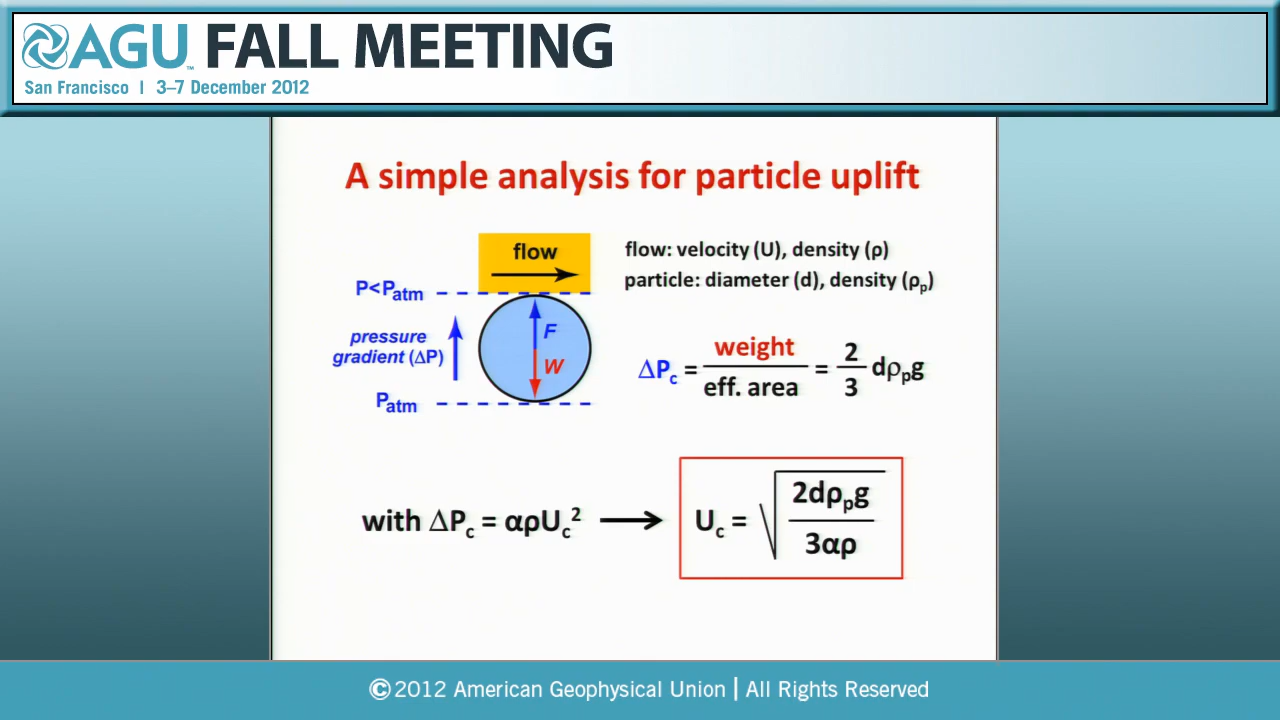 AGU™ FALL MEETING
San Francisco | 3–7 December 2012
A simple analysis for particle uplift
flow
flow: velocity (U), density (ρ)
particle: diameter (d), density (ρₚ)
P<Patm
pressure
gradient (ΔP)
F
W
Patm
ΔPc = weight / eff. area = 2/3 dρₚg
with ΔPc = αρUc² ⟶ Uc = √(2dρₚg / 3αρ)
©2012 American Geophysical Union | All Rights Reserved